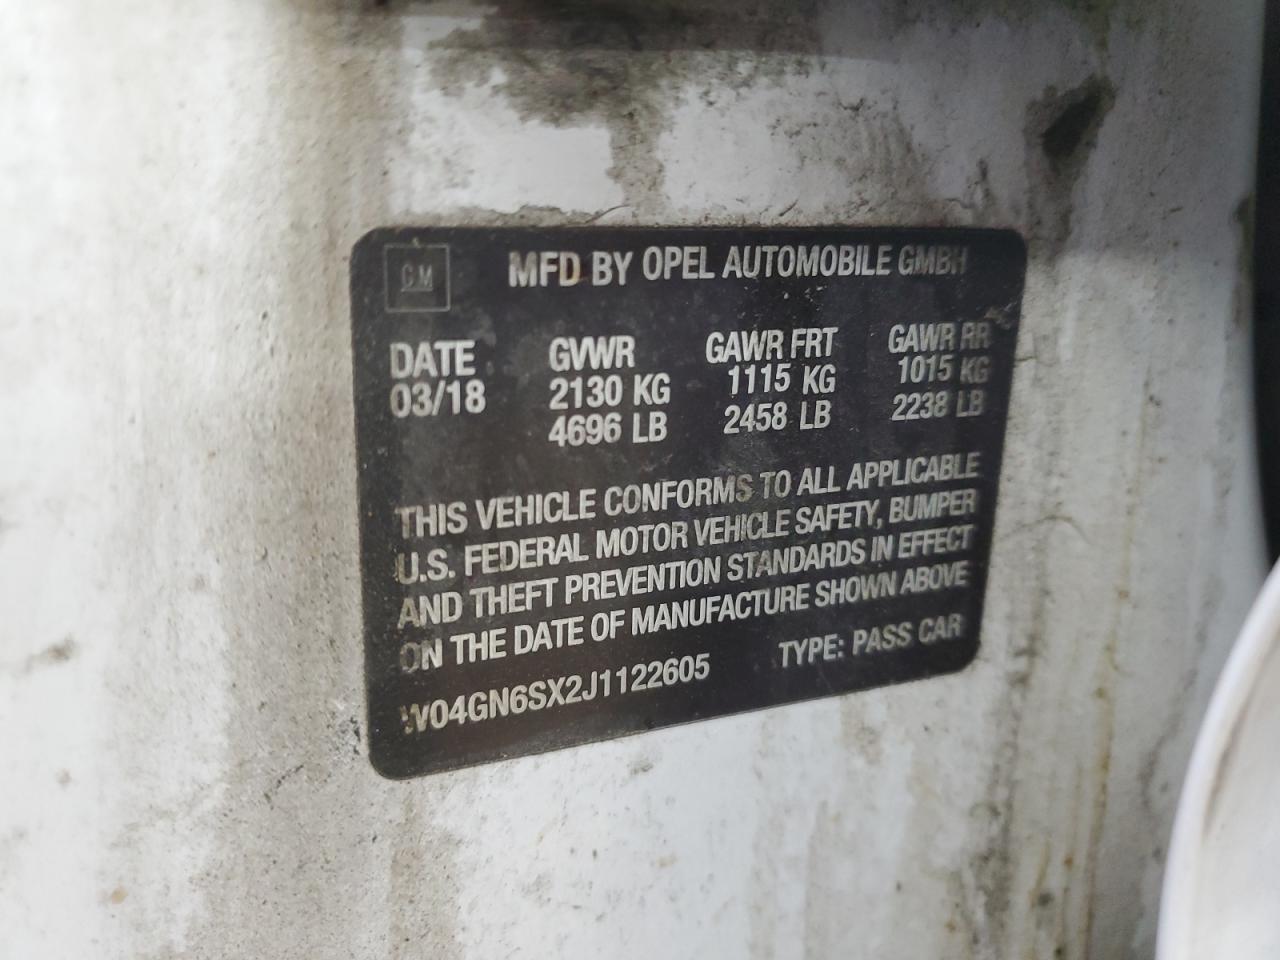 GM MFD BY OPEL AUTOMOBILE GMBH
DATE GVWR GAWR FRT GAWR RR
03/18 2130 KG 1115 KG 1015 KG
4696 LB 2458 LB 2238 LB
THIS VEHICLE CONFORMS TO ALL APPLICABLE
U.S. FEDERAL MOTOR VEHICLE SAFETY, BUMPER
AND THEFT PREVENTION STANDARDS IN EFFECT
ON THE DATE OF MANUFACTURE SHOWN ABOVE
W04GN6SX2J1122605 TYPE: PASS CAR